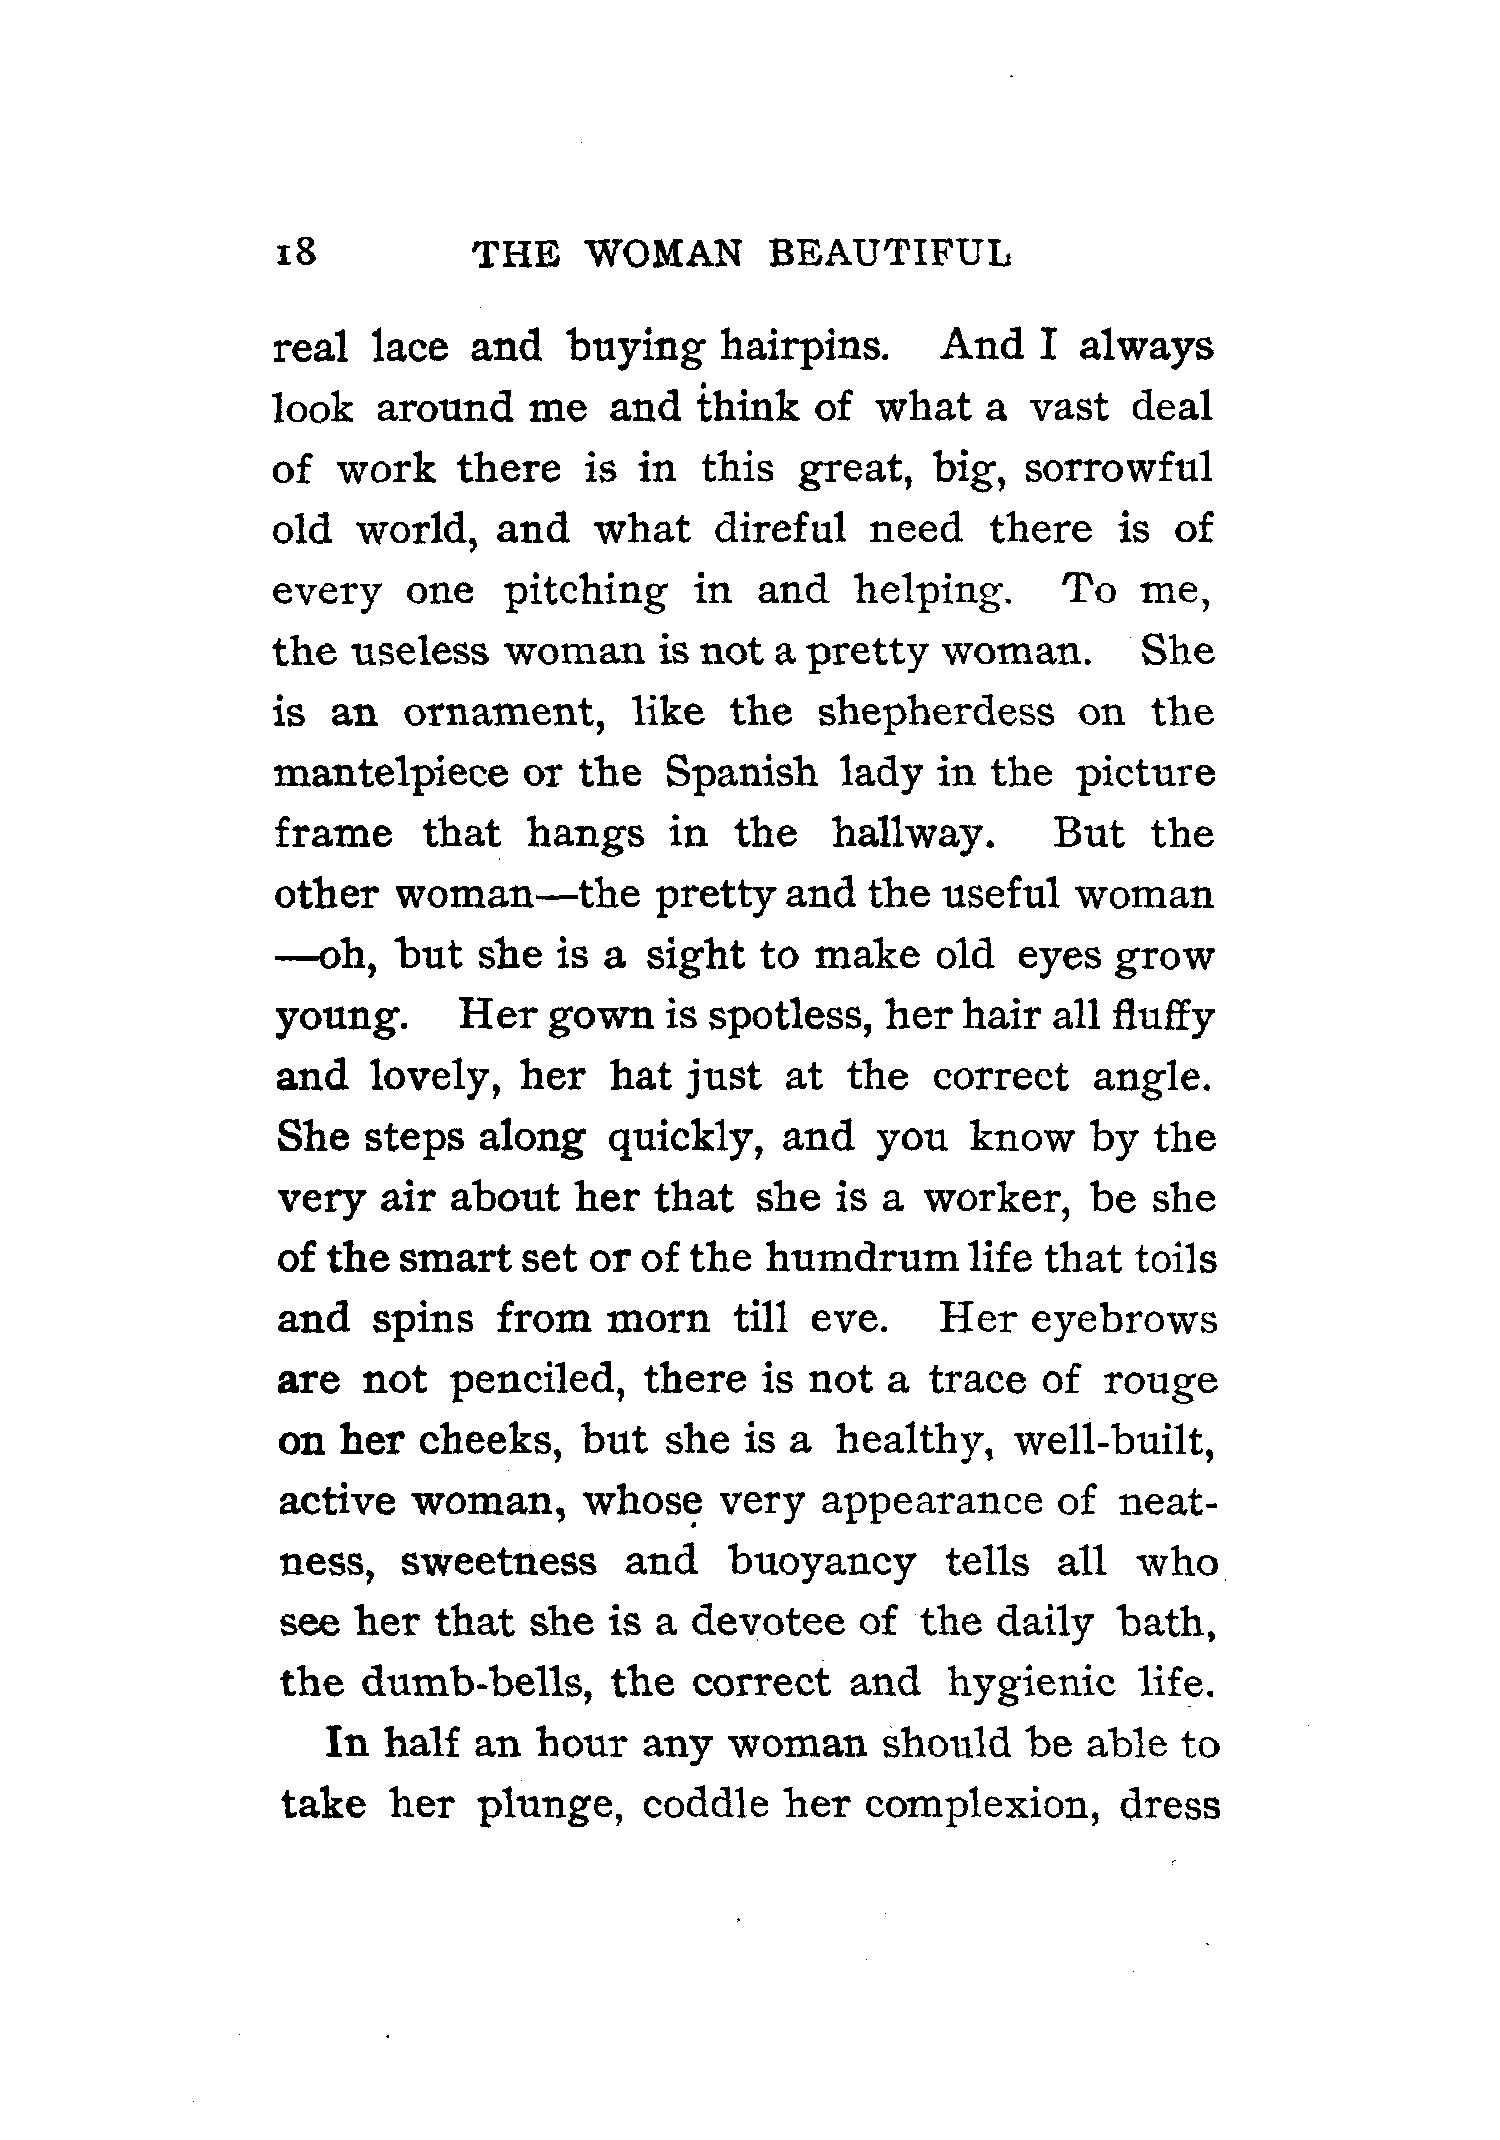 18 THE WOMAN BEAUTIFUL
real lace and buying hairpins. And I always
look around me and think of what a vast deal
of work there is in this great, big, sorrowful
old world, and what direful need there is of
every one pitching in and helping. To me,
the useless woman is not a pretty woman. She
is an ornament, like the shepherdess on the
mantelpiece or the Spanish lady in the picture
frame that hangs in the hallway. But the
other woman—the pretty and the useful woman
—oh, but she is a sight to make old eyes grow
young. Her gown is spotless, her hair all fluffy
and lovely, her hat just at the correct angle.
She steps along quickly, and you know by the
very air about her that she is a worker, be she
of the smart set or of the humdrum life that toils
and spins from morn till eve. Her eyebrows
are not penciled, there is not a trace of rouge
on her cheeks, but she is a healthy, well-built,
active woman, whose very appearance of neat-
ness, sweetness and buoyancy tells all who
see her that she is a devotee of the daily bath,
the dumb-bells, the correct and hygienic life.
In half an hour any woman should be able to
take her plunge, coddle her complexion, dress